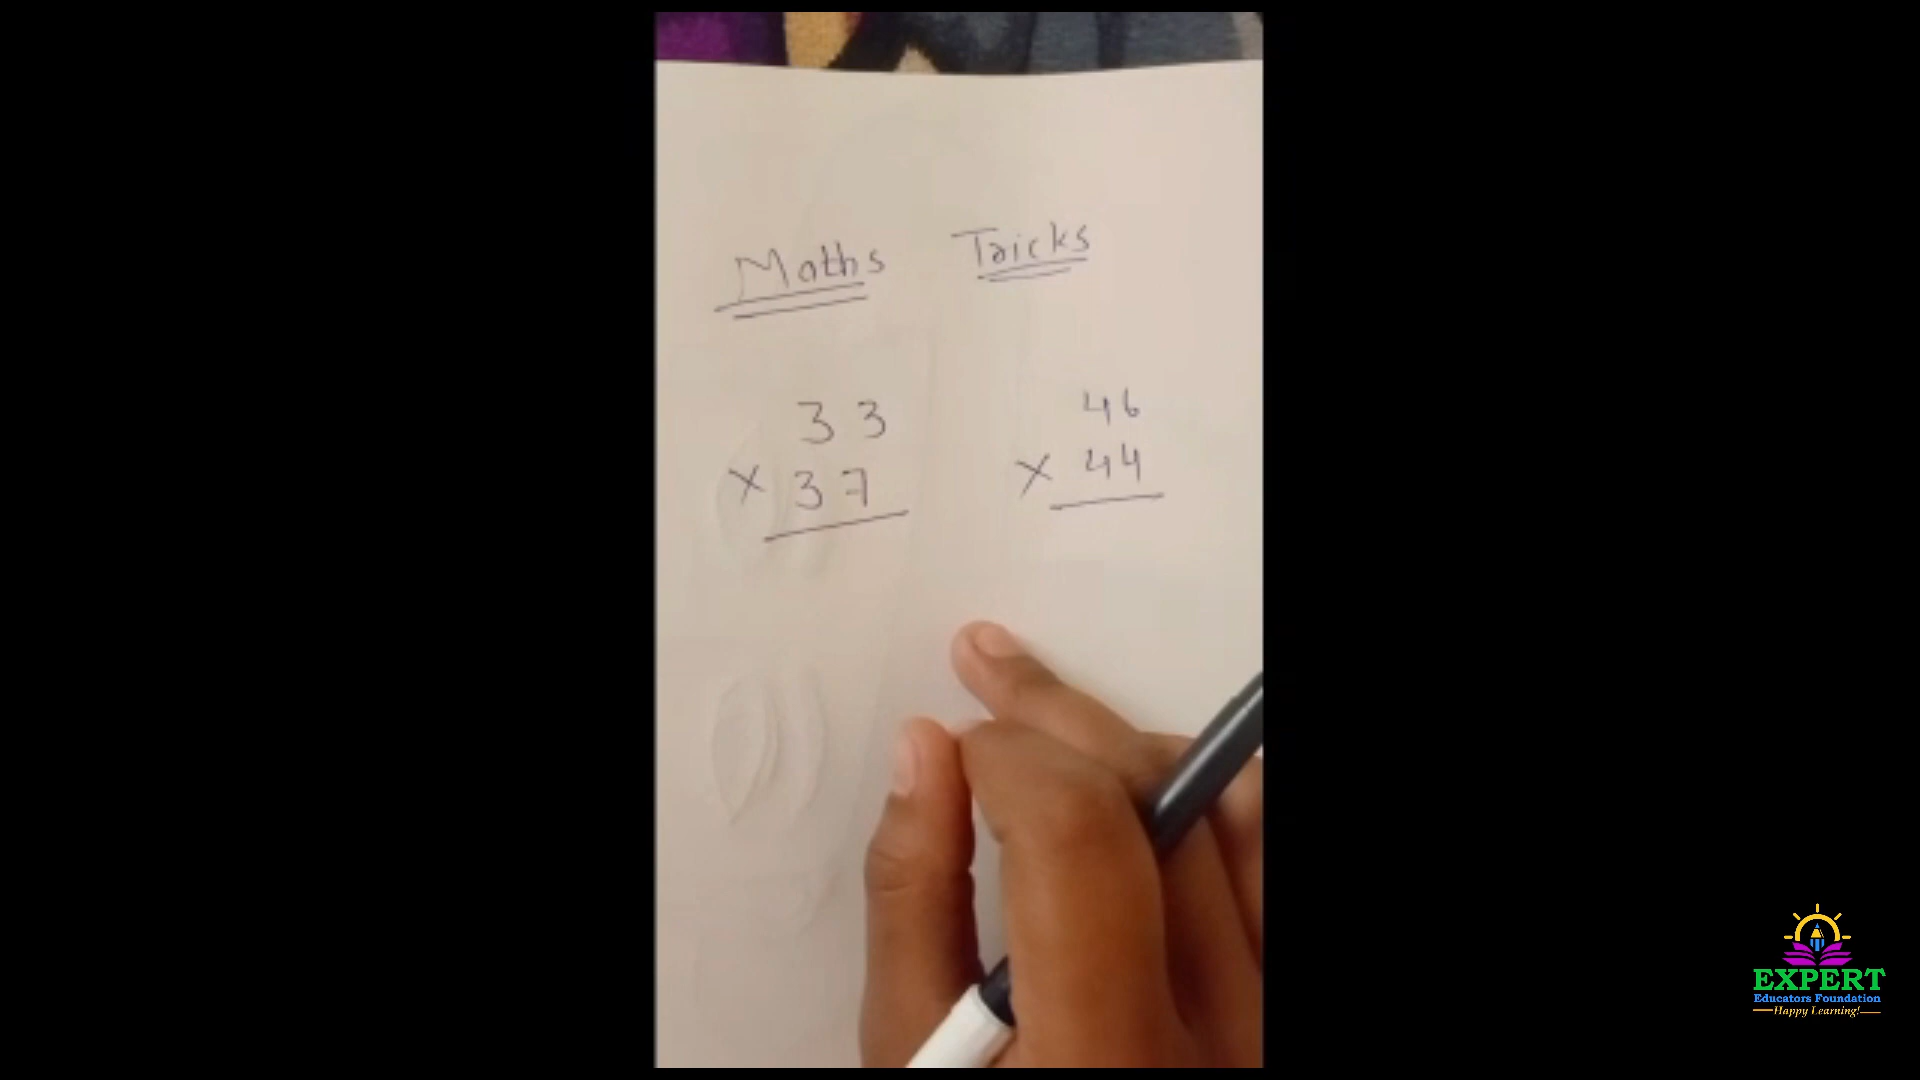 Maths Tricks
33
× 37
46
× 44
EXPERT
Educators Foundation
Happy Learning!